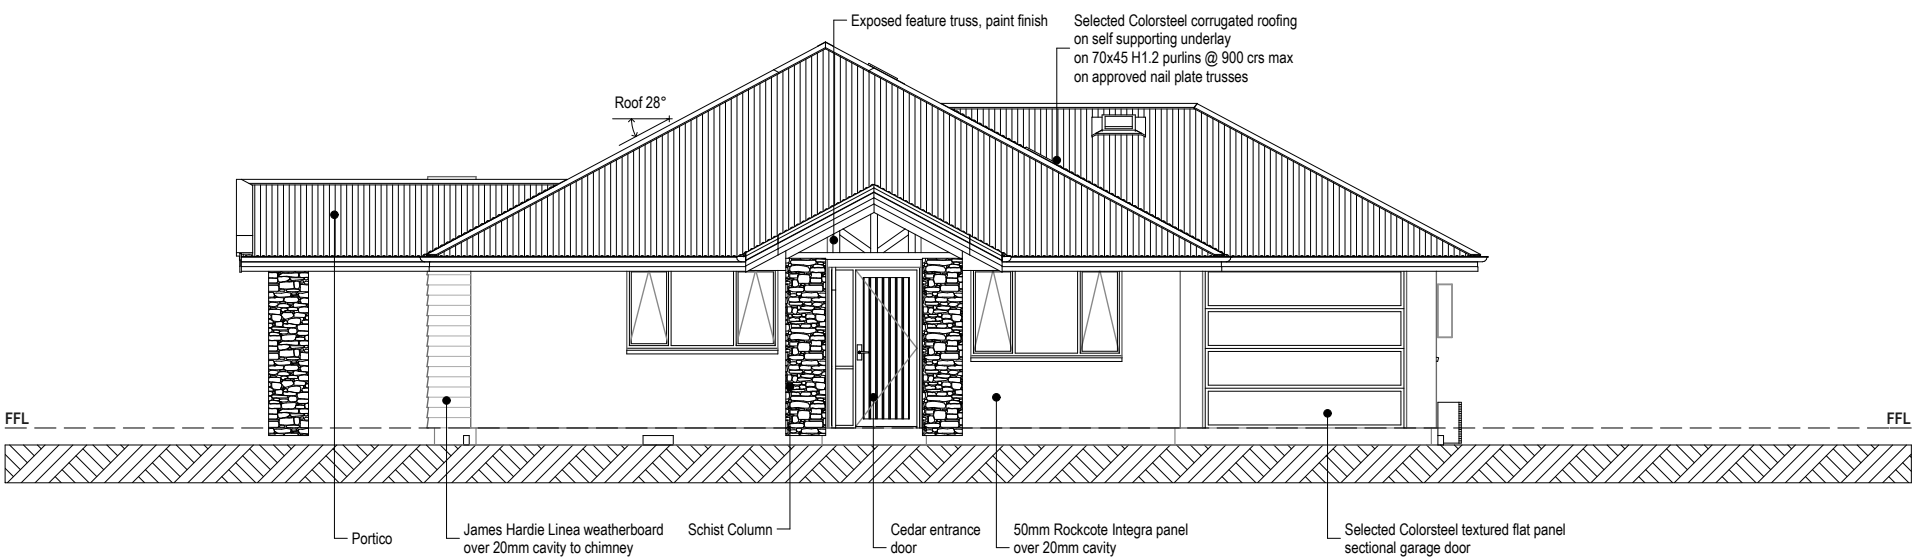 Exposed feature truss, paint finish
Selected Colorsteel corrugated roofing
on self supporting underlay
on 70x45 H1.2 purlins @ 900 crs max
on approved nail plate trusses
Roof 28°
FFL
FFL
Portico
James Hardie Linea weatherboard
over 20mm cavity to chimney
Schist Column
Cedar entrance
door
50mm Rockcote Integra panel
over 20mm cavity
Selected Colorsteel textured flat panel
sectional garage door